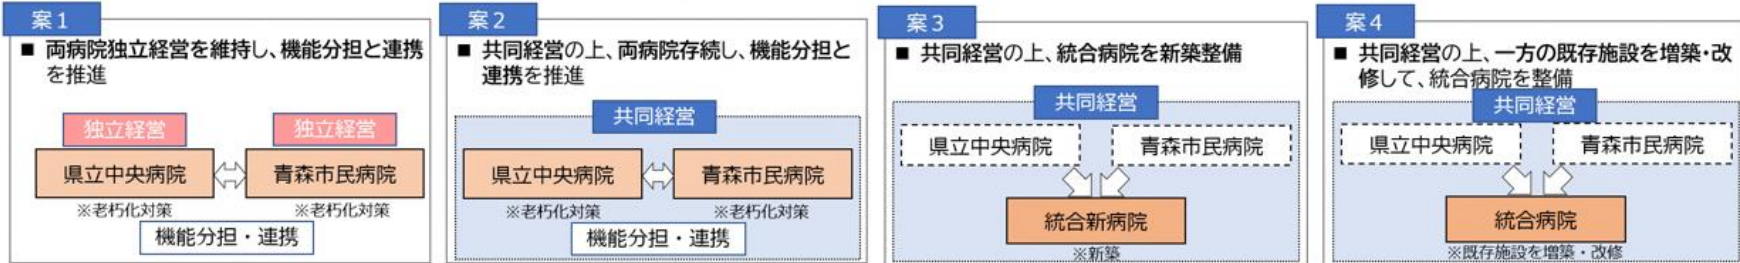 案1
■ 両病院独立経営を維持し、機能分担と連携
を推進
独立経営
独立経営
県立中央病院
青森市民病院
※老朽化対策
※老朽化対策
機能分担・連携
案2
■ 共同経営の上、両病院存続し、機能分担と
連携を推進
共同経営
県立中央病院
青森市民病院
※老朽化対策
※老朽化対策
機能分担・連携
案3
■ 共同経営の上、統合病院を新築整備
共同経営
県立中央病院
青森市民病院
統合新病院
※新築
案4
■ 共同経営の上、一方の既存施設を増築・改
修して、統合病院を整備
共同経営
県立中央病院
青森市民病院
統合病院
※既存施設を増築・改修